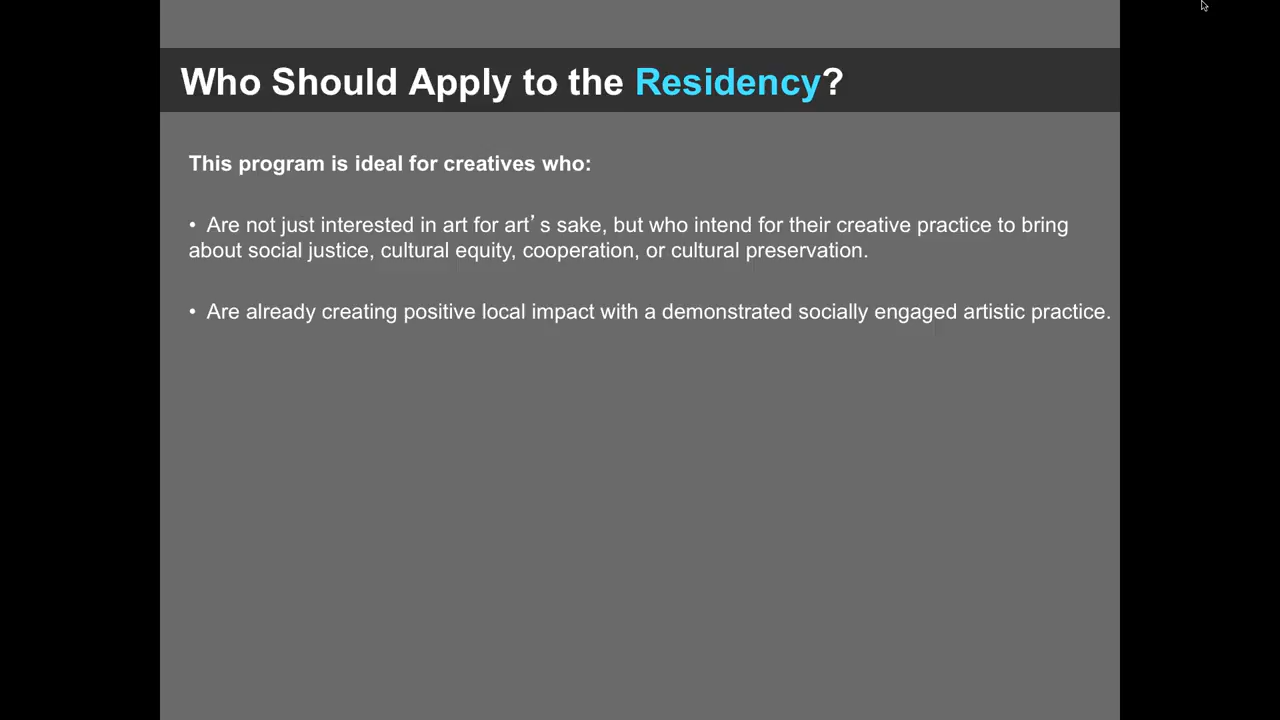 Who Should Apply to the Residency?
This program is ideal for creatives who:
• Are not just interested in art for art’s sake, but who intend for their creative practice to bring
about social justice, cultural equity, cooperation, or cultural preservation.
• Are already creating positive local impact with a demonstrated socially engaged artistic practice.